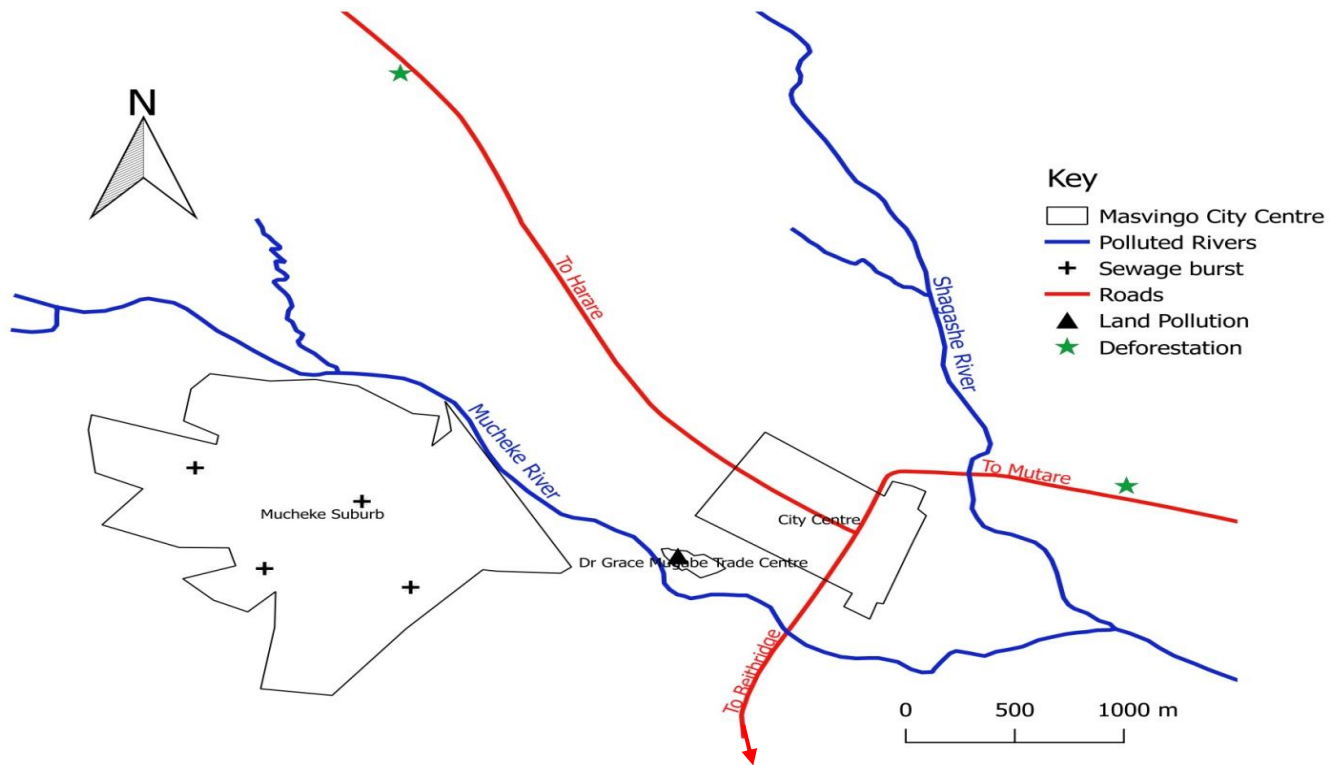 N
To Harare
Shagashe River
Key
Masvingo City Centre
Polluted Rivers
Sewage burst
Roads
Land Pollution
Deforestation
Mucheke River
To Mutare
Mucheke Suburb
City Centre
Dr Grace Mugabe Trade Centre
To Beitbridge
0 500 1000 m